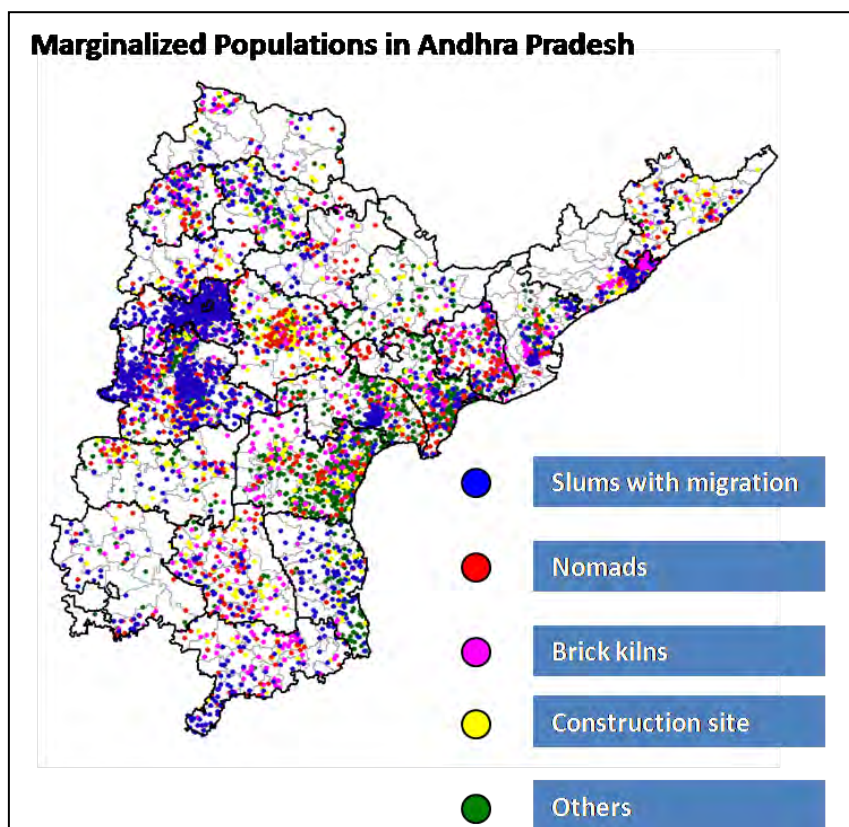 Marginalized Populations in Andhra Pradesh
Slums with migration
Nomads
Brick kilns
Construction site
Others